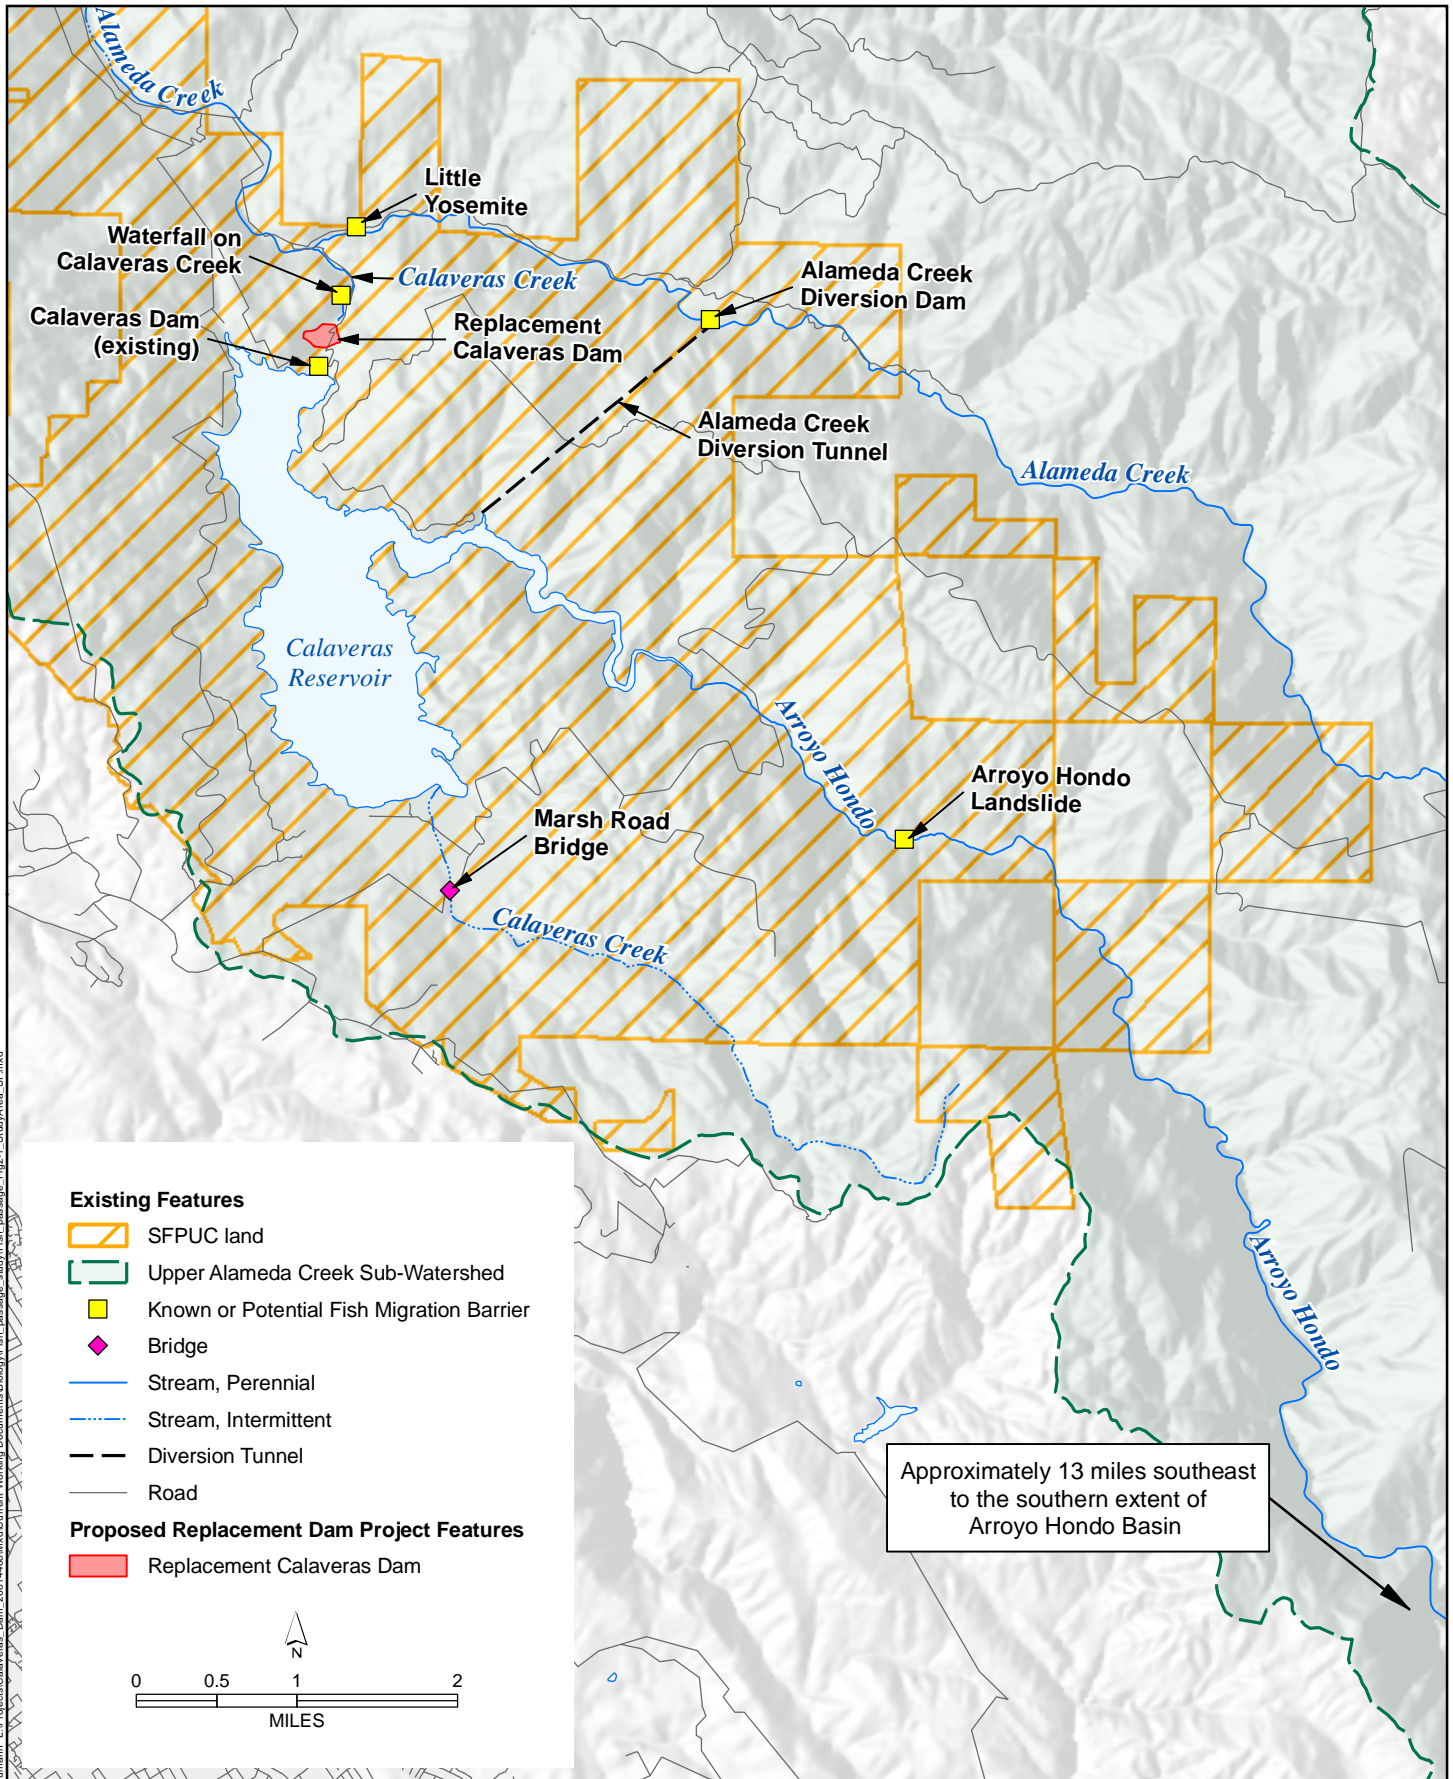 Alameda Creek
Little
Yosemite
Waterfall on
Calaveras Creek
Calaveras Creek
Alameda Creek
Diversion Dam
Calaveras Dam
(existing)
Replacement
Calaveras Dam
Alameda Creek
Diversion Tunnel
Alameda Creek
Calaveras
Reservoir
Arroyo Hondo
Arroyo Hondo
Landslide
Marsh Road
Bridge
Calaveras Creek
Arroyo Hondo
Existing Features
SFPUC land
Upper Alameda Creek Sub-Watershed
Known or Potential Fish Migration Barrier
Bridge
Stream, Perennial
Stream, Intermittent
Diversion Tunnel
Road
Proposed Replacement Dam Project Features
Replacement Calaveras Dam
N
0 0.5 1 2
MILES
Approximately 13 miles southeast
to the southern extent of
Arroyo Hondo Basin